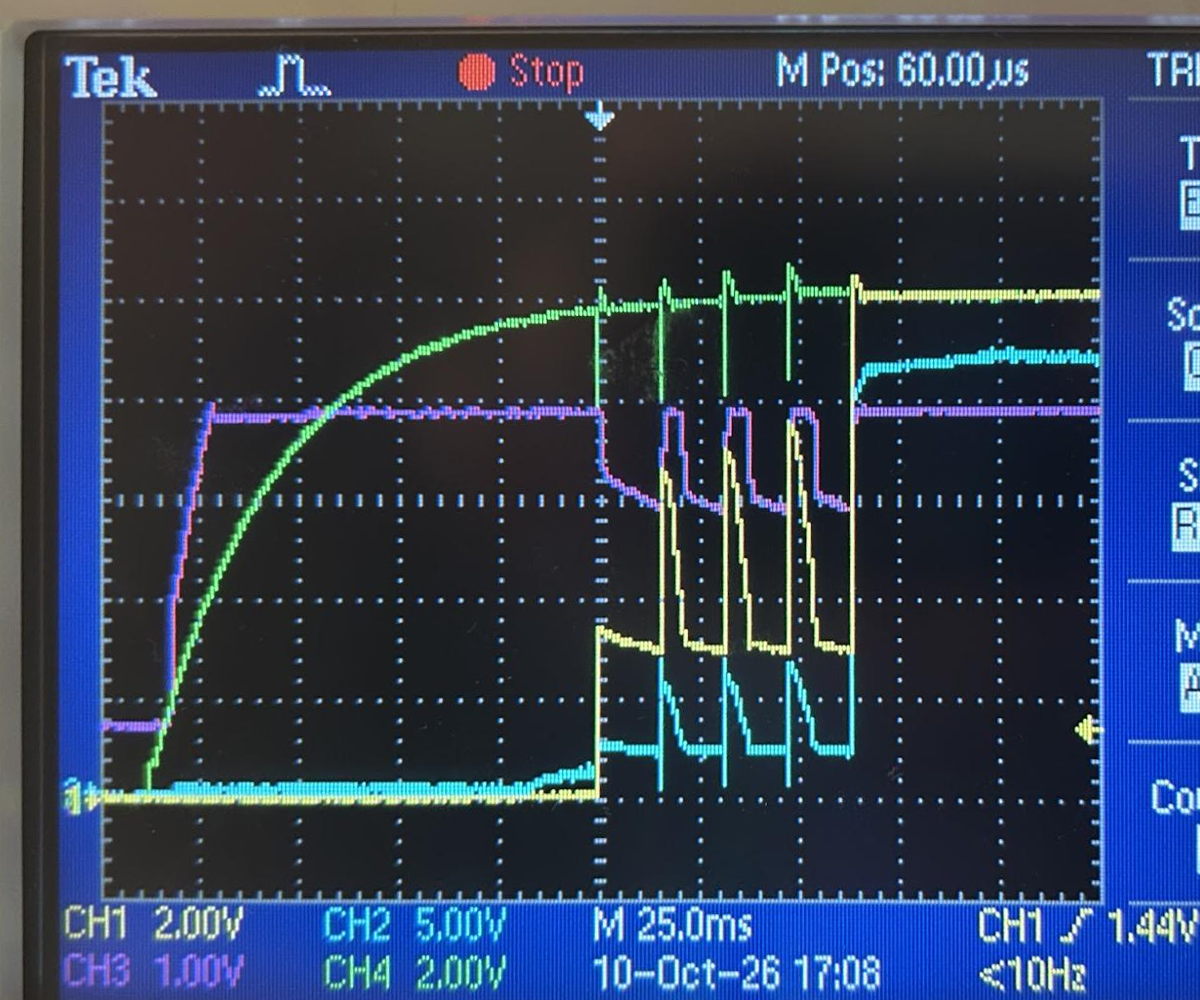 Tek Stop M Pos: 60.00µs
CH1 2.00V CH2 5.00V M 25.0ms CH1 1.44V
CH3 1.00V CH4 2.00V 10-Oct-26 17:08 <10Hz